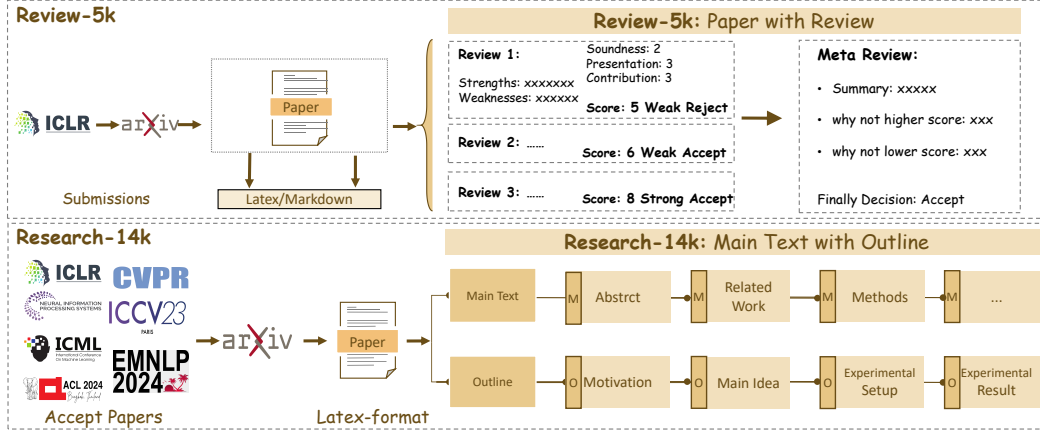 Review-5k
Review-5k: Paper with Review
ICLR
arXiv
Paper
Latex/Markdown
Submissions
Review 1:
Soundness: 2
Presentation: 3
Contribution: 3
Strengths: xxxxxxx
Weaknesses: xxxxxx
Score: 5 Weak Reject
Review 2: ......
Score: 6 Weak Accept
Review 3: ......
Score: 8 Strong Accept
Meta Review:
• Summary: xxxxx
• why not higher score: xxx
• why not lower score: xxx
Finally Decision: Accept
Research-14k
Research-14k: Main Text with Outline
ICLR
CVPR
NEURAL INFORMATION
PROCESSING SYSTEMS
ICCV23
PARIS
ICML
International Conference
On Machine Learning
EMNLP
2024
ACL 2024
Bangkok, Thailand
Accept Papers
arXiv
Paper
Latex-format
Main Text
M
Abstrct
M
Related
Work
M
Methods
M
...
Outline
O
Motivation
O
Main Idea
O
Experimental
Setup
O
Experimental
Result